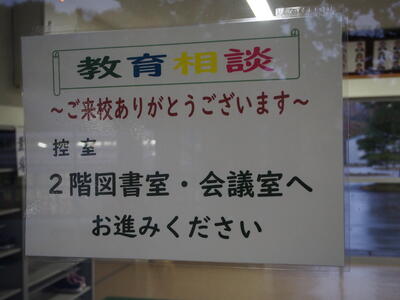 教育相談
～ご来校ありがとうございます～
控室
２階図書室・会議室へ
お進みください